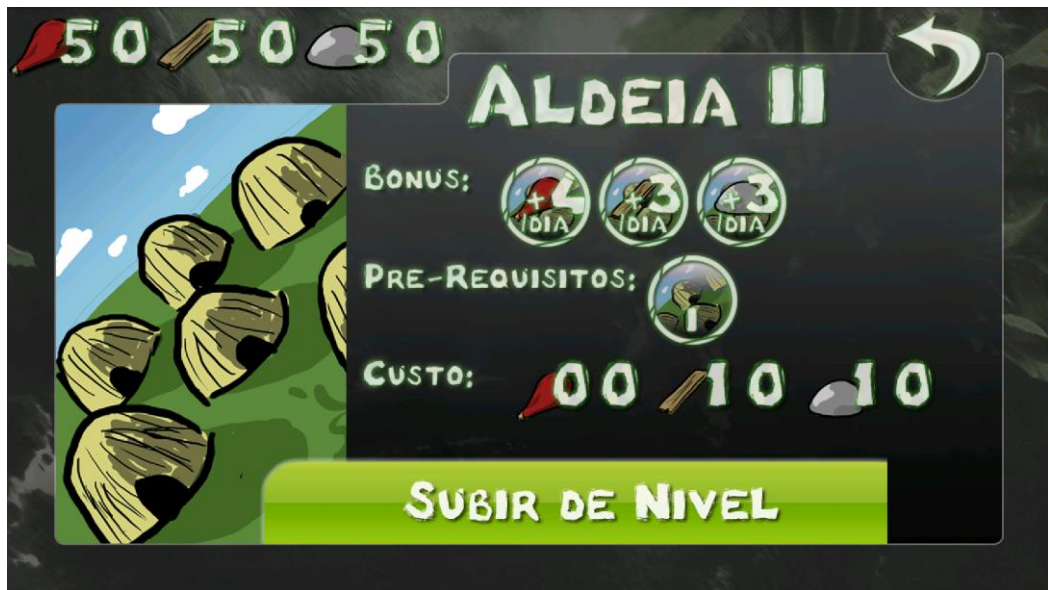 50 50 50
ALDEIA II
BONUS: +4 /DIA +3 /DIA +3 /DIA
PRE-REQUISITOS: 1
CUSTO: 00 10 10
SUBIR DE NIVEL